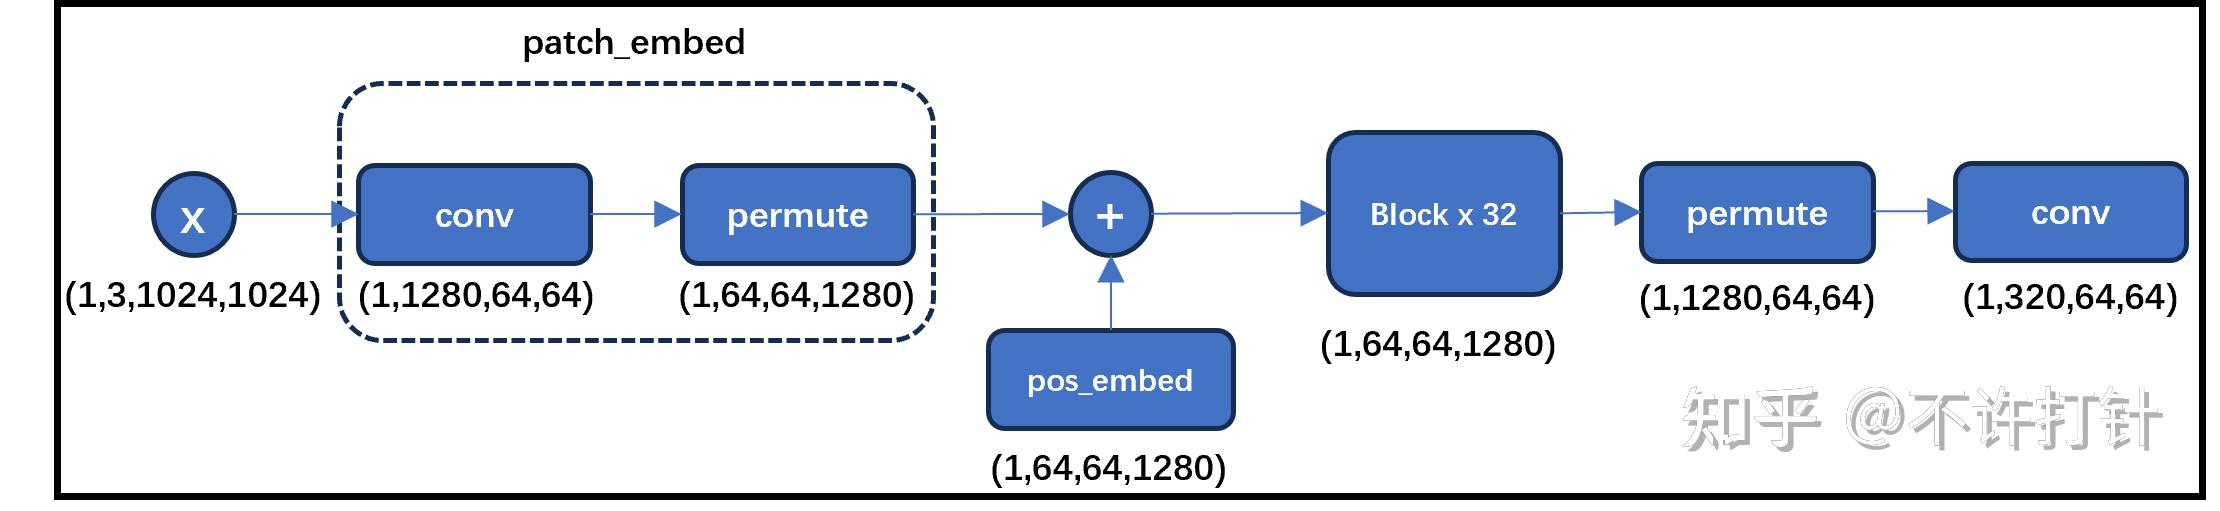 patch_embed
x
conv
permute
+
Block x 32
permute
conv
(1,3,1024,1024)
(1,1280,64,64)
(1,64,64,1280)
(1,64,64,1280)
(1,1280,64,64)
(1,320,64,64)
pos_embed
(1,64,64,1280)
知乎 @不许打针